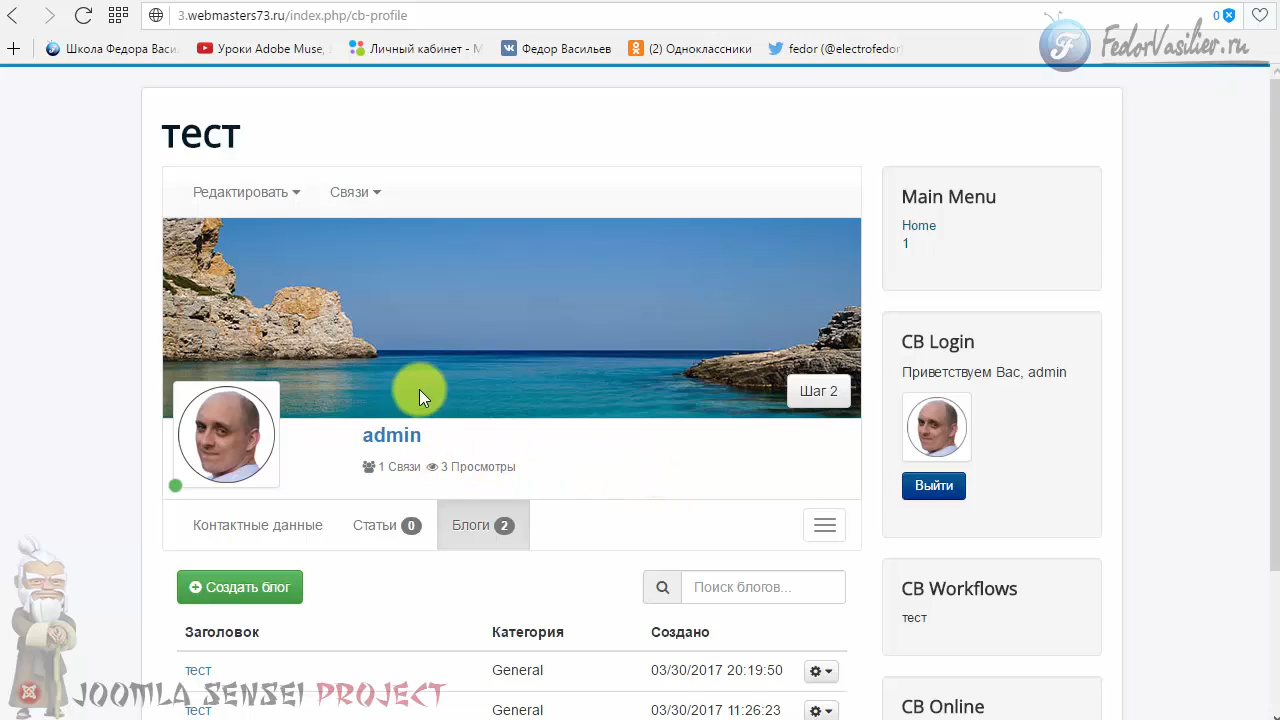 3.webmasters73.ru/index.php/cb-profile
0
Школа Федора Васи.
Уроки Adobe Muse,
Личный кабинет - М
Федор Васильев
(2) Одноклассники
fedor (@electrofedor)
FedorVasilier.ru
тест
Редактировать
Связи
Шаг 2
admin
1 Связи
3 Просмотры
Контактные данные
Статьи 0
Блоги 2
Создать блог
Поиск блогов...
Заголовок
Категория
Создано
тест
General
03/30/2017 20:19:50
тест
General
03/30/2017 11:26:23
Main Menu
Home
1
CB Login
Приветствуем Вас, admin
Выйти
CB Workflows
тест
CB Online
JOOMLA SENSEI PROJECT